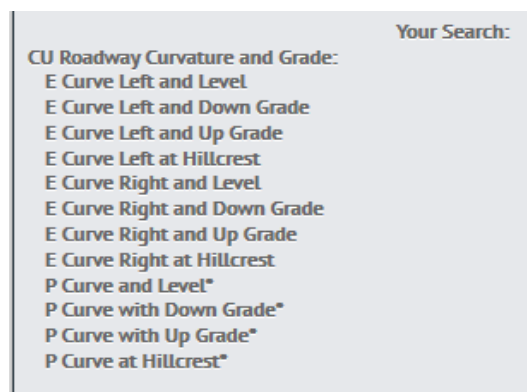 Your Search:
CU Roadway Curvature and Grade:
E Curve Left and Level
E Curve Left and Down Grade
E Curve Left and Up Grade
E Curve Left at Hillcrest
E Curve Right and Level
E Curve Right and Down Grade
E Curve Right and Up Grade
E Curve Right at Hillcrest
P Curve and Level*
P Curve with Down Grade*
P Curve with Up Grade*
P Curve at Hillcrest*